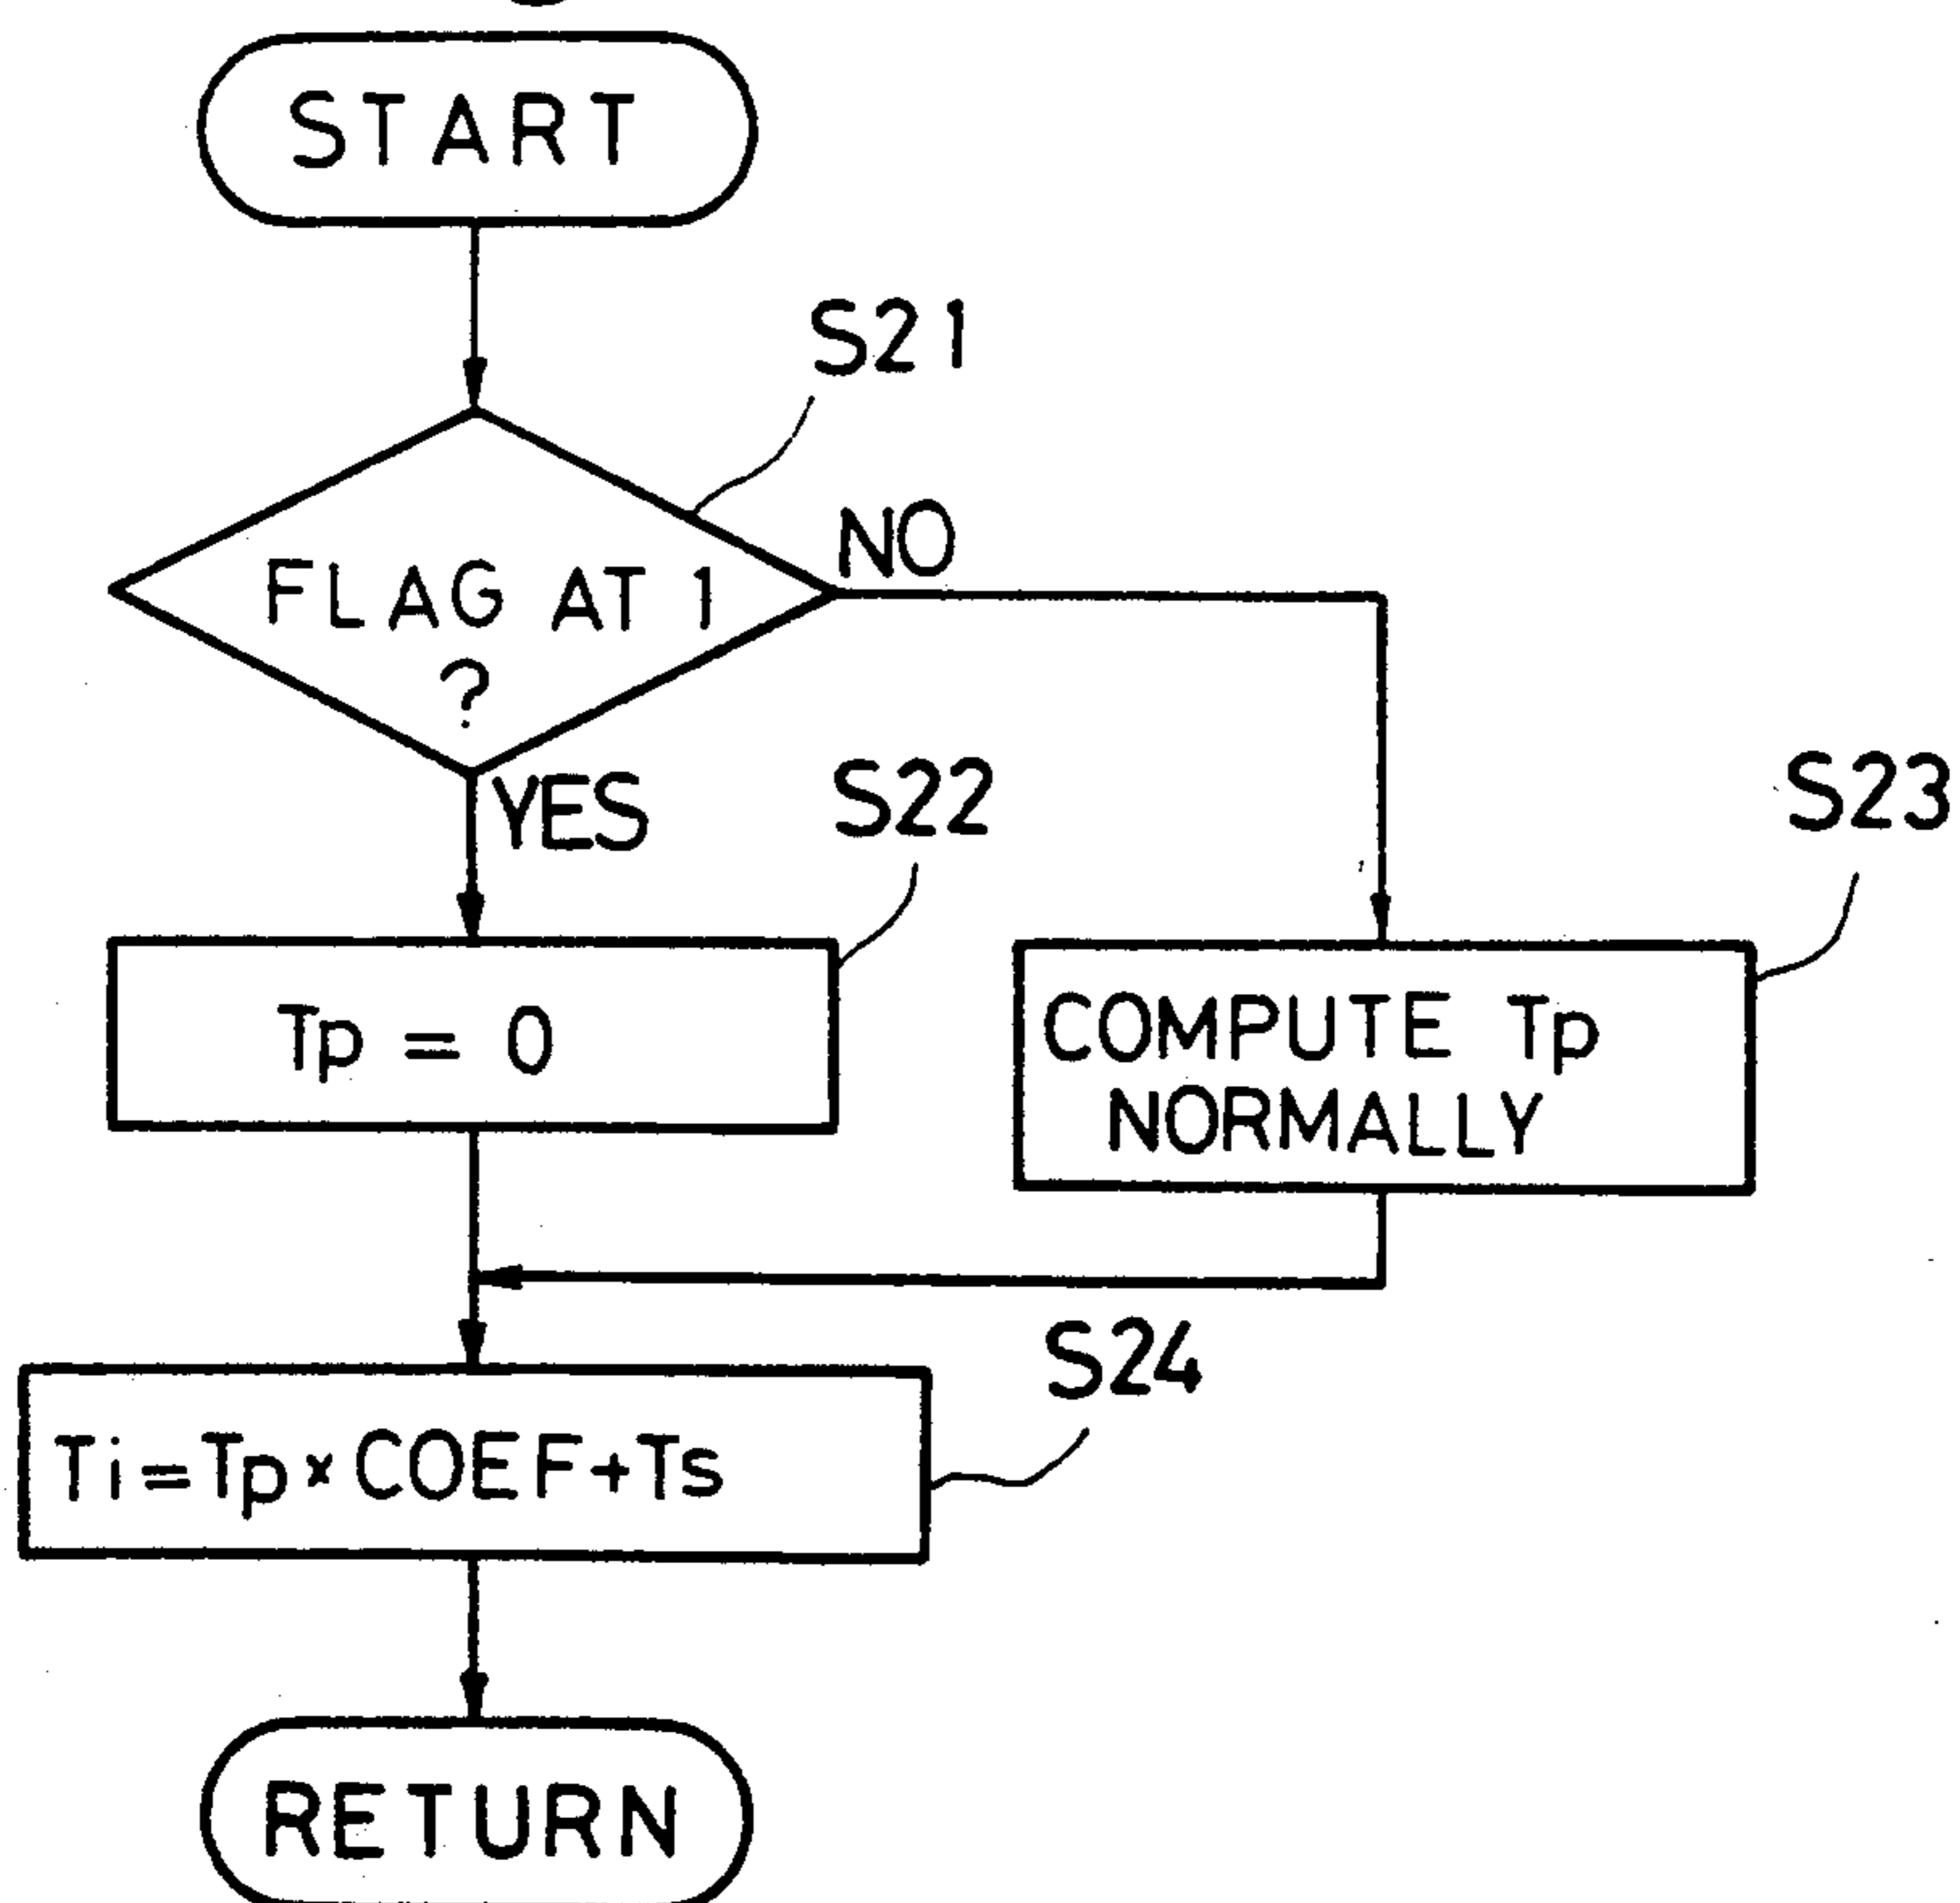 START
S21
NO
FLAG AT 1
?
YES
S22
S23
Tp = 0
COMPUTE Tp
NORMALLY
S24
Ti=Tp×COEF+Ts
RETURN